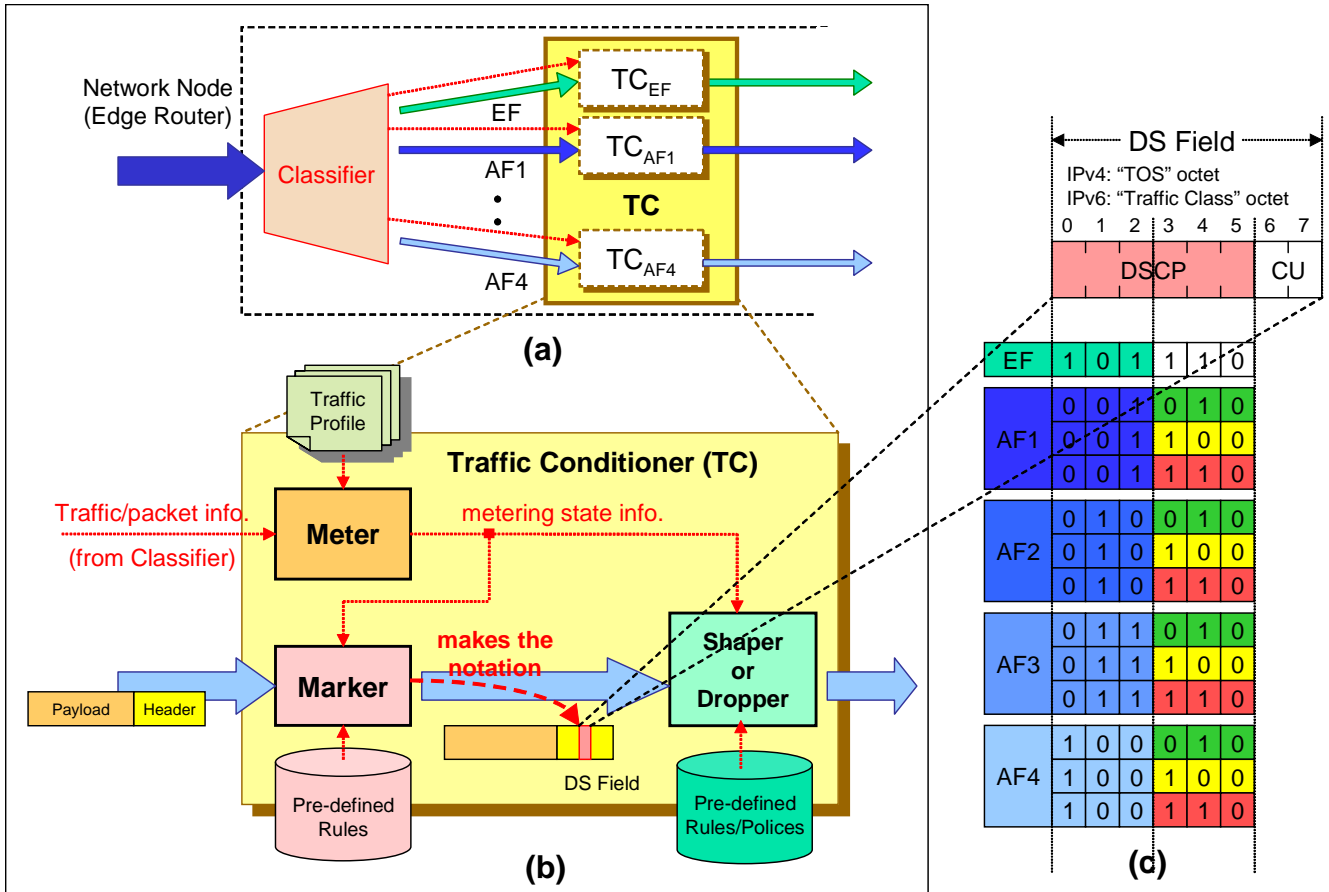 Network Node
(Edge Router)
Classifier
EF
AF1
AF4
TC
TCEF
TCAF1
TCAF4
(a)
Traffic
Profile
Traffic Conditioner (TC)
Traffic/packet info.
(from Classifier)
Meter
metering state info.
makes the
notation
Marker
Shaper
or
Dropper
Payload Header
DS Field
Pre-defined
Rules
Pre-defined
Rules/Polices
(b)
DS Field
IPv4: “TOS” octet
IPv6: “Traffic Class” octet
0 1 2 3 4 5 6 7
DSCP CU
EF 1 0 1 1 1 0
AF1
0 0 1 0 1 0
0 0 1 1 0 0
0 0 1 1 1 0
AF2
0 1 0 0 1 0
0 1 0 1 0 0
0 1 0 1 1 0
AF3
0 1 1 0 1 0
0 1 1 1 0 0
0 1 1 1 1 0
AF4
1 0 0 0 1 0
1 0 0 1 0 0
1 0 0 1 1 0
(c)